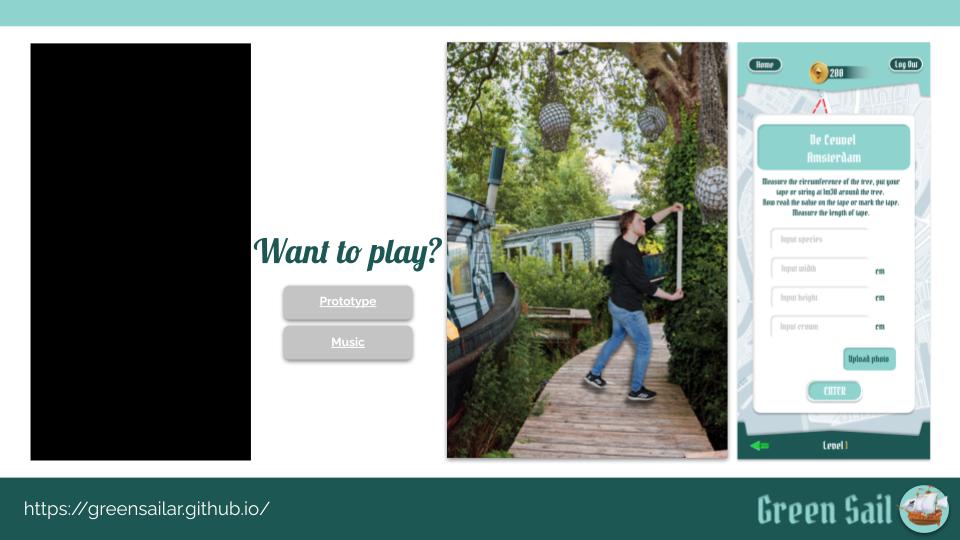 Want to play?
Prototype
Music
Home
200
Log Out
De Ceuvel
Amsterdam
Measure the circumference of the tree, put your
tape or string at 1m30 around the tree.
Now read the value on the tape or mark the tape.
Measure the length of tape.
Input species
Input width
cm
Input height
cm
Input crown
cm
Upload photo
ENTER
Level 1
https://greensailar.github.io/
Green Sail